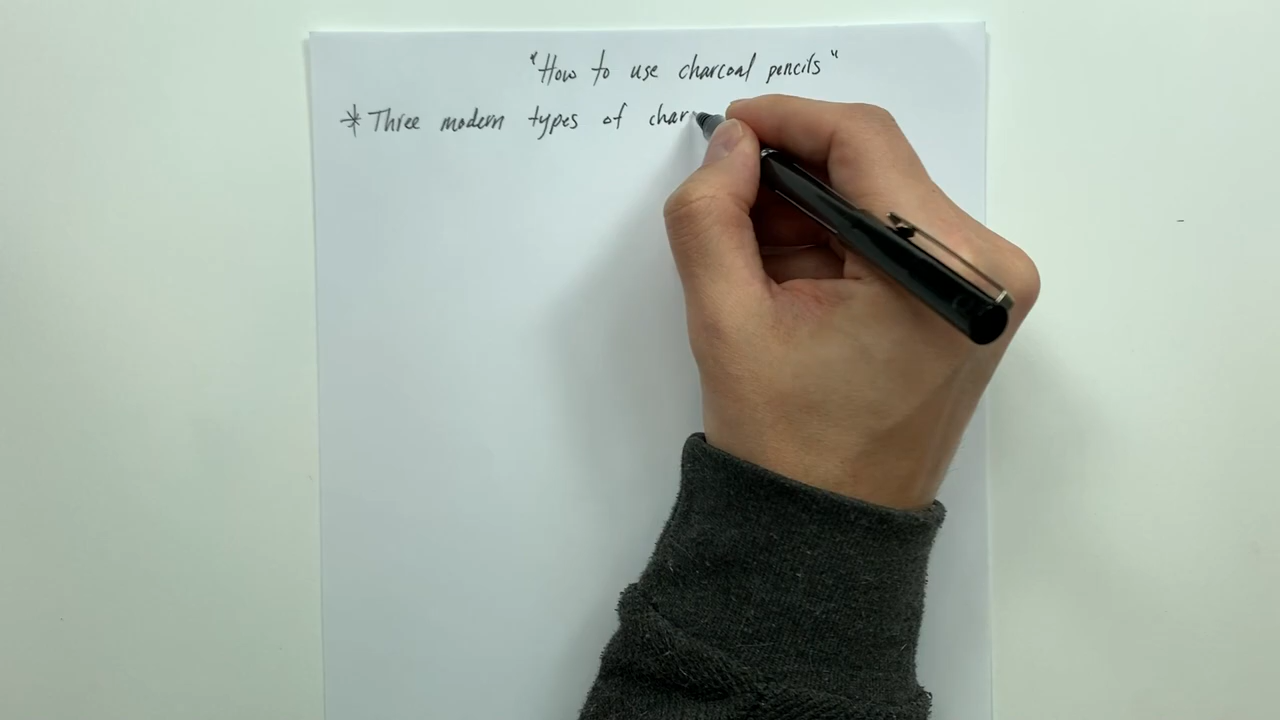 "How to use charcoal pencils"
* Three modern types of char